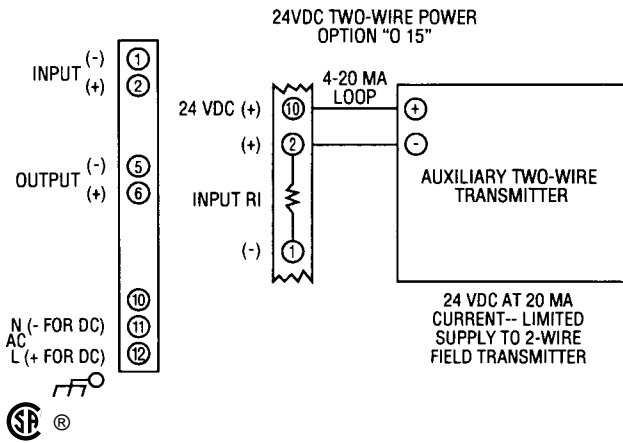 24VDC TWO-WIRE POWER
OPTION "O 15"
INPUT
(-) 1
(+) 2
OUTPUT
(-) 5
(+) 6
10
N (- FOR DC) 11
AC
L (+ FOR DC) 12
SA ®
4-20 MA
LOOP
24 VDC (+) 10
(+) 2
INPUT RI
(-) 1
+
-
AUXILIARY TWO-WIRE
TRANSMITTER
24 VDC AT 20 MA
CURRENT-- LIMITED
SUPPLY TO 2-WIRE
FIELD TRANSMITTER